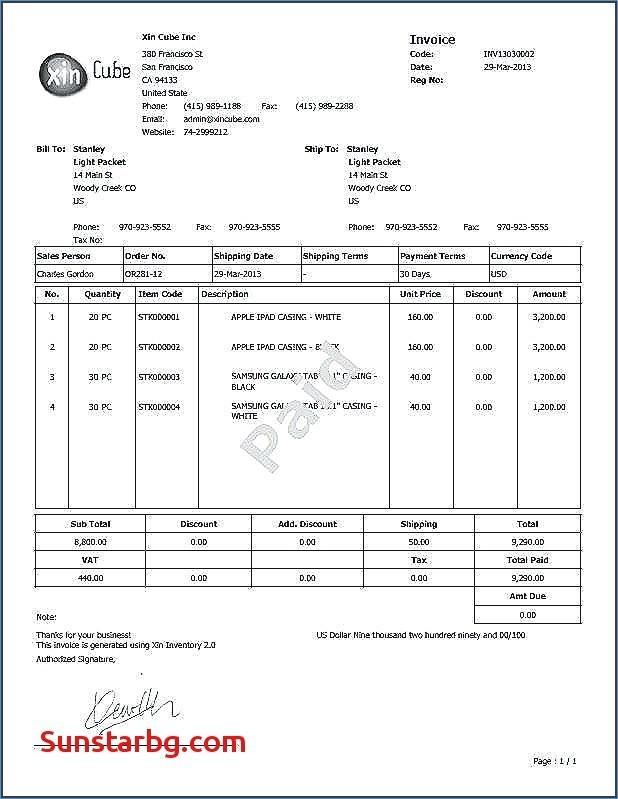 Xin Cube
Xin Cube Inc
380 Francisco St
San Francisco
CA 94133
United State
Phone: (415) 989-1188 Fax: (415) 989-2288
Email: admin@xincube.com
Website: 74-2999212
Invoice
Code: INV13030002
Date: 29-Mar-2013
Reg No:
Bill To: Stanley
Light Packet
14 Main St
Woody Creek CO
US
Phone: 970-923-5552 Fax: 970-923-5555
Tax No:
Ship To: Stanley
Light Packet
14 Main St
Woody Creek CO
US
Phone: 970-923-5552 Fax: 970-923-5555
Sales Person Order No. Shipping Date Shipping Terms Payment Terms Currency Code
Charles Gordon OR281-12 29-Mar-2013 - 30 Days USD
No. Quantity Item Code Description Unit Price Discount Amount
1 20 PC STK000001 APPLE IPAD CASING - WHITE 160.00 0.00 3,200.00
2 20 PC STK000002 APPLE IPAD CASING - BLACK 160.00 0.00 3,200.00
3 30 PC STK000003 SAMSUNG GALAXY TAB 1.1" CASING - 40.00 0.00 1,200.00
BLACK
4 30 PC STK000004 SAMSUNG GALAXY TAB 1.1" CASING - 40.00 0.00 1,200.00
WHITE
Paid
Sub Total Discount Add. Discount Shipping Total
8,800.00 0.00 0.00 50.00 9,290.00
VAT Tax Total Paid
440.00 0.00 9,290.00
Amt Due
0.00
Note:
Thanks for your business!
US Dollar Nine thousand two hundred ninety and 00/100
This invoice is generated using Xin Inventory 2.0
Authorized Signature;
Sunstarbg.com
Page : 1 / 1